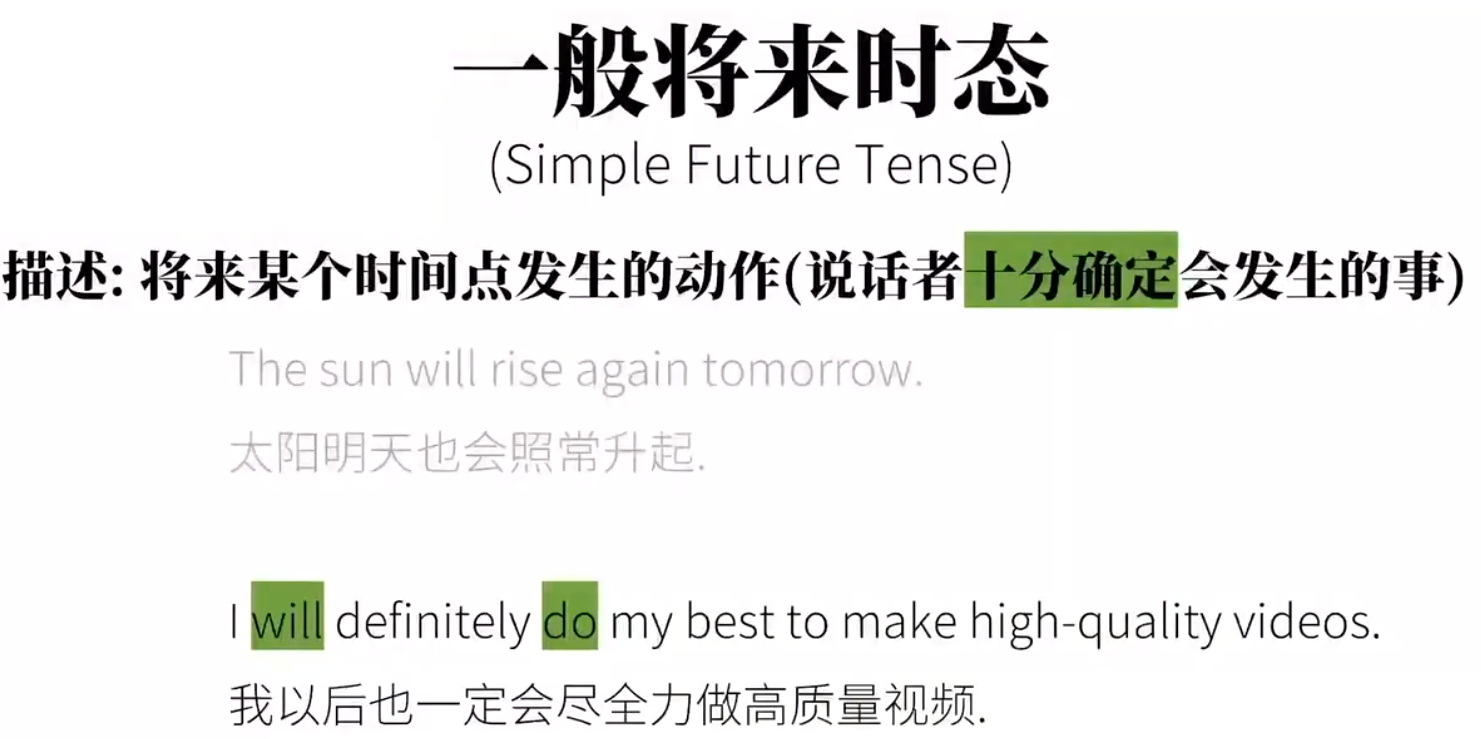 一般将来时态
(Simple Future Tense)
描述: 将来某个时间点发生的动作(说话者十分确定会发生的事)
The sun will rise again tomorrow.
太阳明天也会照常升起.
I will definitely do my best to make high-quality videos.
我以后也一定会尽全力做高质量视频.